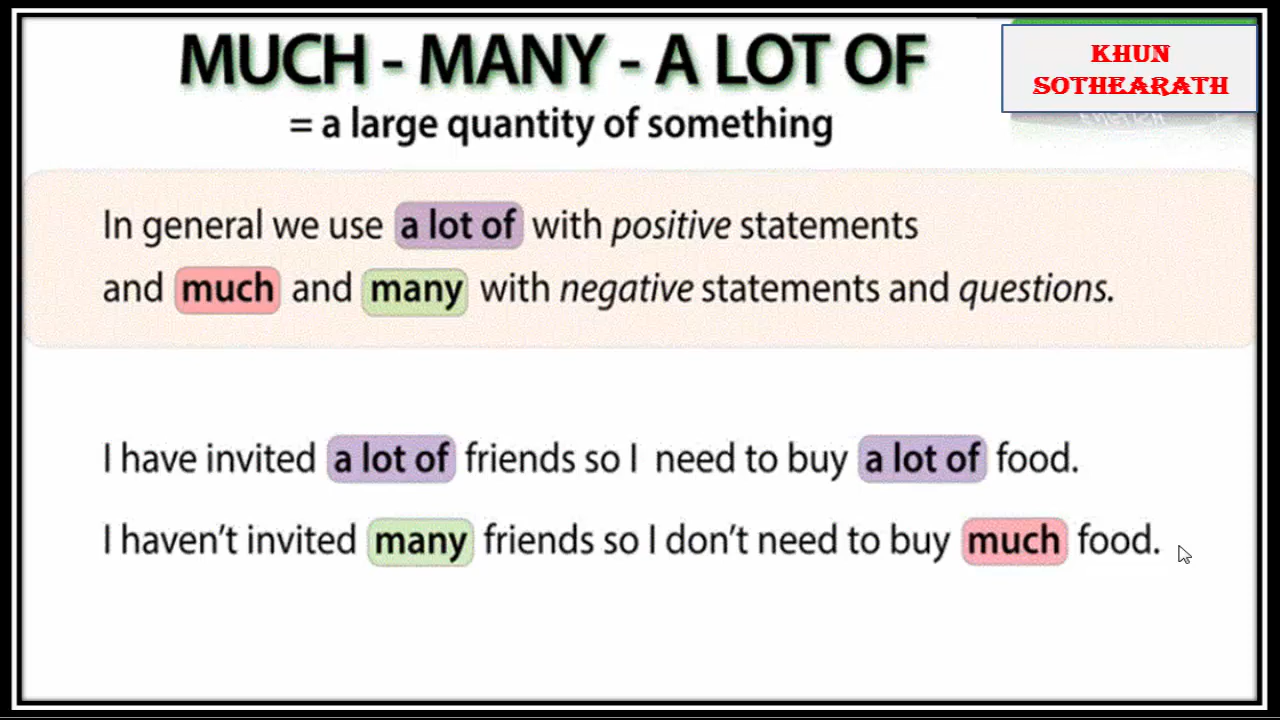 MUCH - MANY - A LOT OF
= a large quantity of something
KHUN
SOTHEARATH
In general we use a lot of with positive statements
and much and many with negative statements and questions.
I have invited a lot of friends so I need to buy a lot of food.
I haven't invited many friends so I don't need to buy much food.